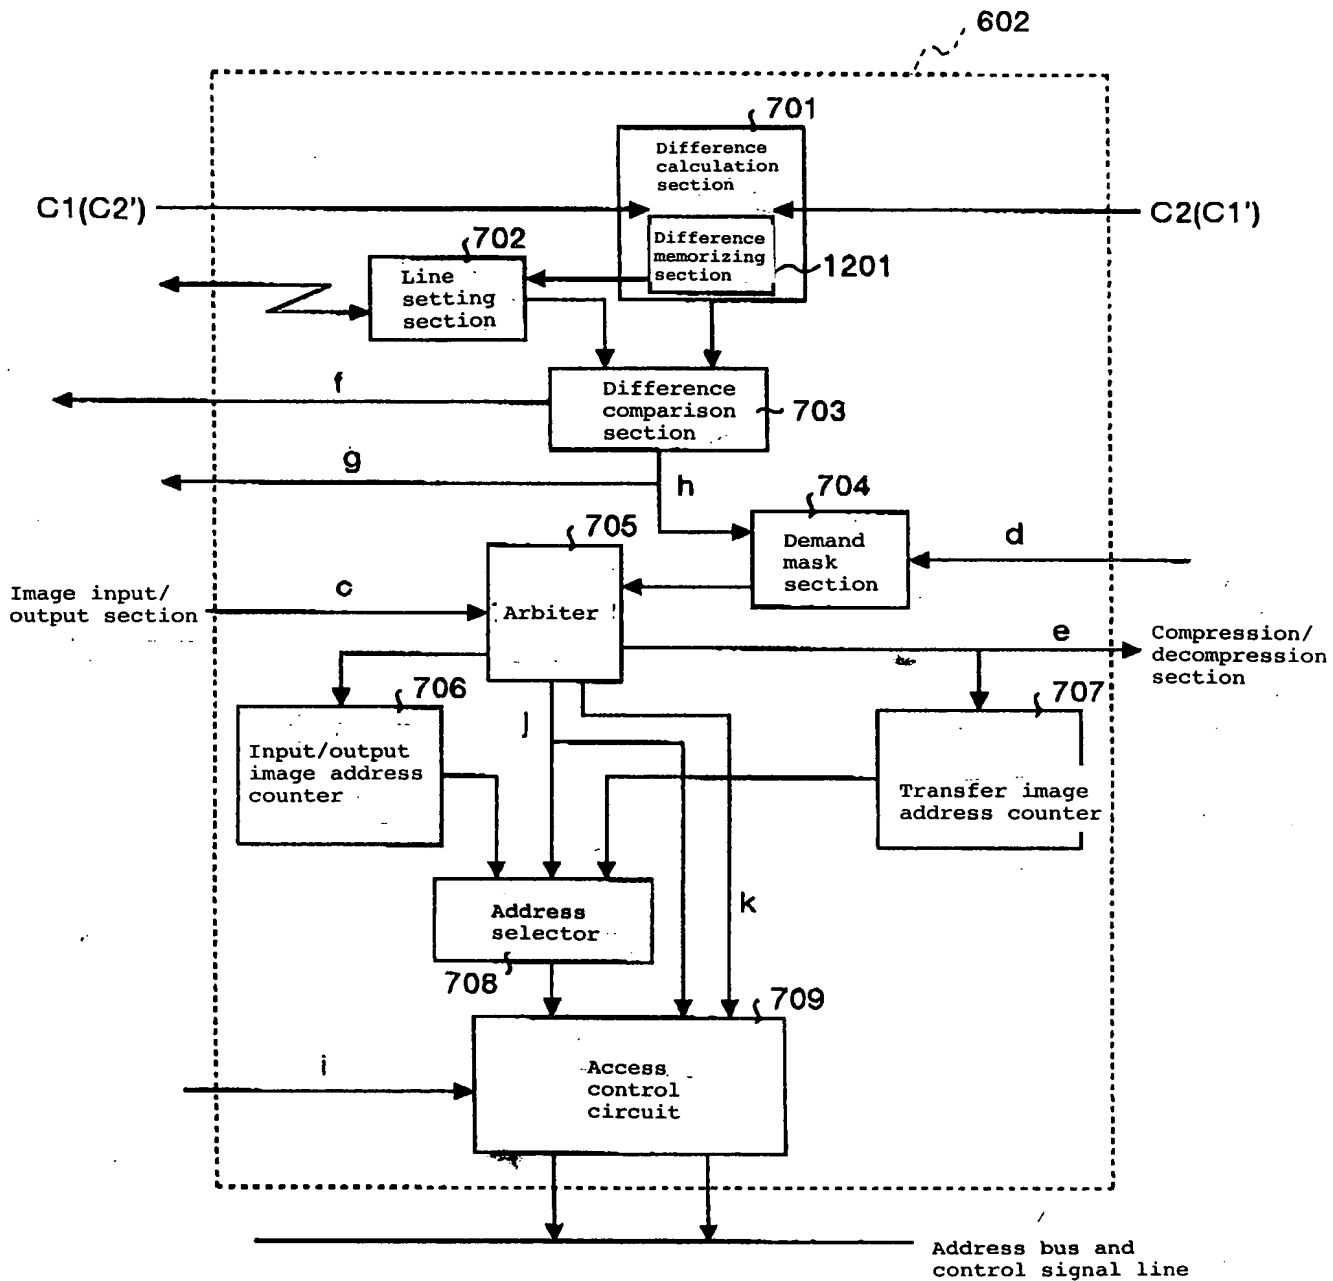 602
701
Difference
calculation
section
C1(C2')
C2(C1')
702
Difference
memorizing
section
1201
Line
setting
section
f
Difference
comparison
section
703
g
h
704
705
d
Demand
mask
section
Image input/
output section
c
Arbiter
e
Compression/
decompression
section
706
707
j
Input/output
image address
counter
Transfer image
address counter
k
Address
selector
708
709
i
Access
control
circuit
Address bus and
control signal line